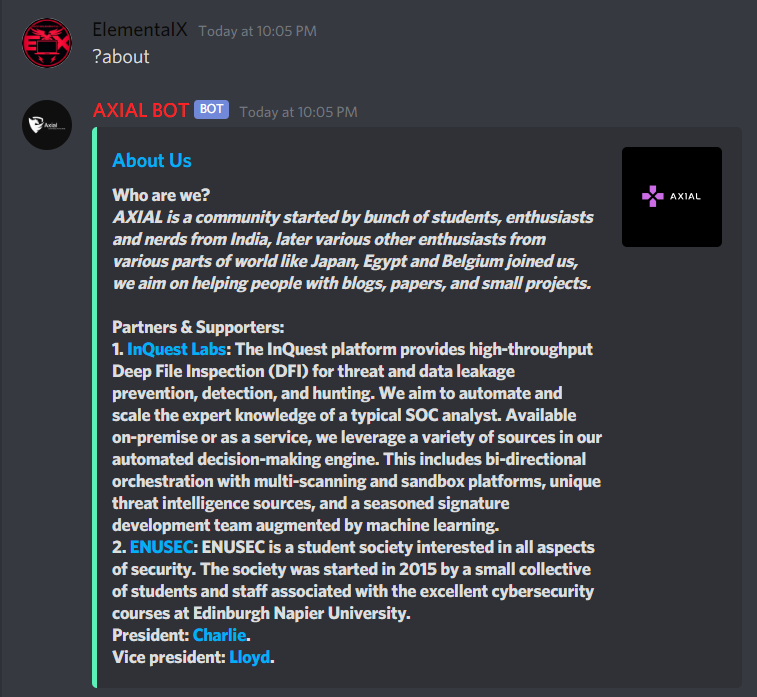 ElementalX Today at 10:05 PM
?about
AXIAL BOT BOT Today at 10:05 PM
Axial
About Us
AXIAL
Who are we?
AXIAL is a community started by bunch of students, enthusiasts
and nerds from India, later various other enthusiasts from
various parts of world like Japan, Egypt and Belgium joined us,
we aim on helping people with blogs, papers, and small projects.
Partners & Supporters:
1. InQuest Labs: The InQuest platform provides high-throughput
Deep File Inspection (DFI) for threat and data leakage
prevention, detection, and hunting. We aim to automate and
scale the expert knowledge of a typical SOC analyst. Available
on-premise or as a service, we leverage a variety of sources in our
automated decision-making engine. This includes bi-directional
orchestration with multi-scanning and sandbox platforms, unique
threat intelligence sources, and a seasoned signature
development team augmented by machine learning.
2. ENUSEC: ENUSEC is a student society interested in all aspects
of security. The society was started in 2015 by a small collective
of students and staff associated with the excellent cybersecurity
courses at Edinburgh Napier University.
President: Charlie.
Vice president: Lloyd.